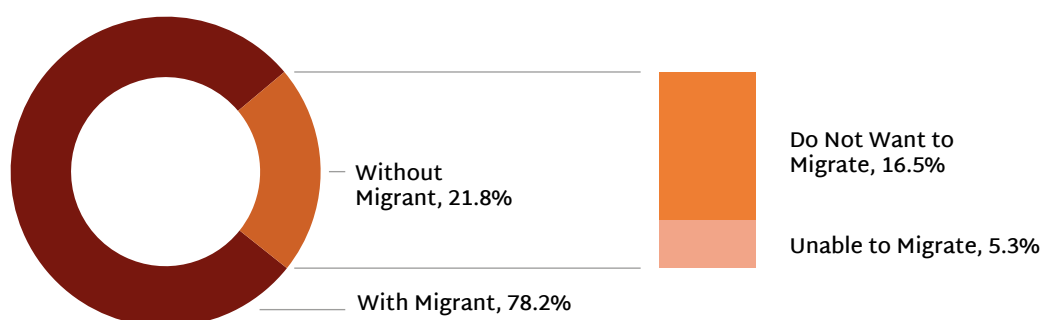 Do Not Want to
Migrate, 16.5%
Without
Migrant, 21.8%
Unable to Migrate, 5.3%
With Migrant, 78.2%